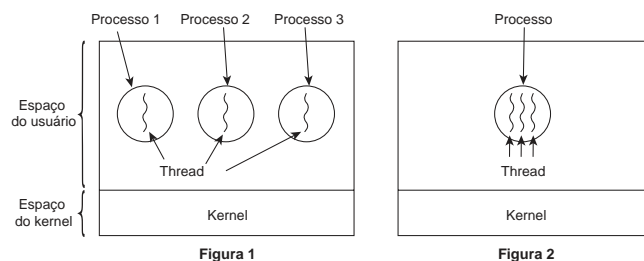 Processo 1 Processo 2 Processo 3
Espaço
do usuário
Thread
Espaço
do kernel
Kernel
Figura 1
Processo
Thread
Kernel
Figura 2